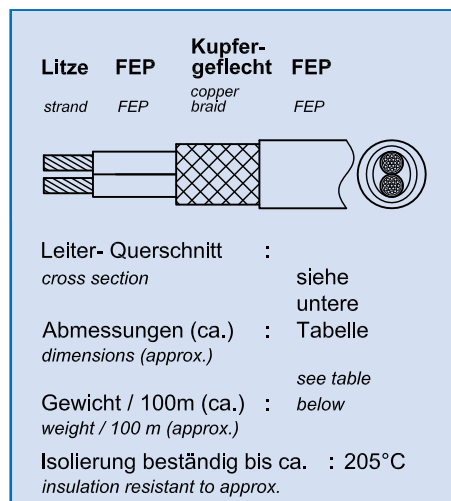 Litze FEP Kupfer-geflecht FEP
strand FEP copper braid FEP
Leiter- Querschnitt :
cross section
siehe
untere
Abmessungen (ca.) : Tabelle
dimensions (approx.)
see table
Gewicht / 100m (ca.) : below
weight / 100 m (approx.)
Isolierung beständig bis ca. : 205°C
insulation resistant to approx.